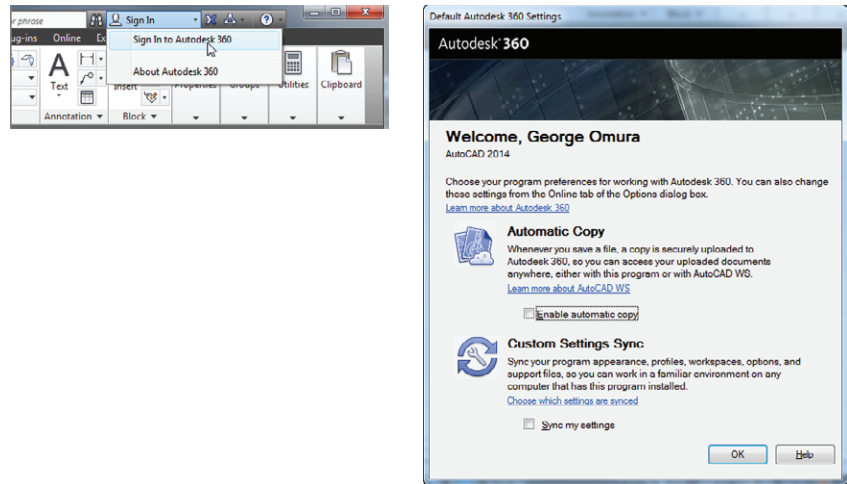 r phrase
Sign In
ug-ins Online Ex
Sign In to Autodesk 360
About Autodesk 360
A
Text
Insert Properties Groups Utilities Clipboard
Annotation Block
Default Autodesk 360 Settings
Autodesk® 360
Welcome, George Omura
AutoCAD 2014
Choose your program preferences for working with Autodesk 360. You can also change
these settings from the Online tab of the Options dialog box.
Learn more about Autodesk 360
Automatic Copy
Whenever you save a file, a copy is securely uploaded to
Autodesk 360, so you can access your uploaded documents
anywhere, either with this program or with AutoCAD WS.
Learn more about AutoCAD WS
Enable automatic copy
Custom Settings Sync
Sync your program appearance, profiles, workspaces, options, and
support files, so you can work in a familiar environment on any
computer that has this program installed.
Choose which settings are synced
Sync my settings
OK Help